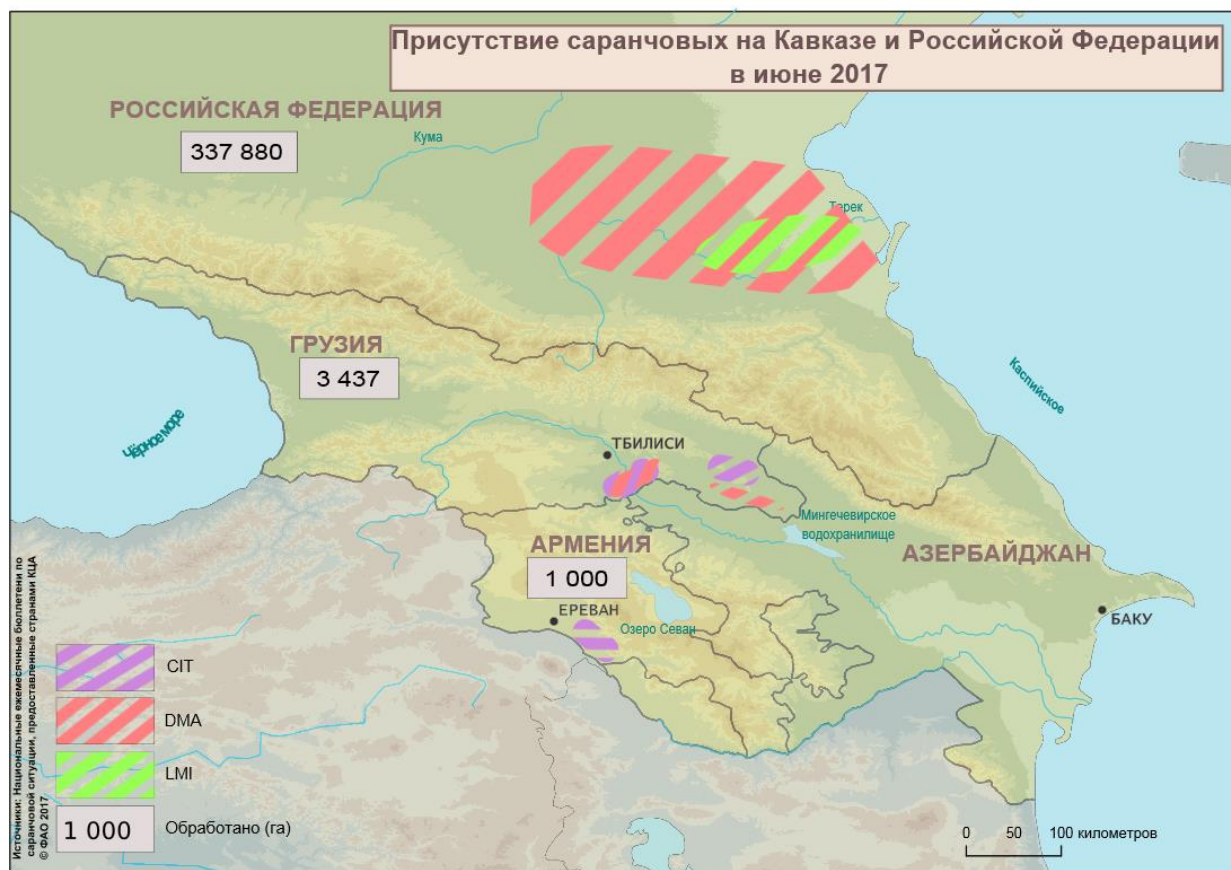 Присутствие саранчовых на Кавказе и Российской Федерации
в июне 2017
РОССИЙСКАЯ ФЕДЕРАЦИЯ
337 880
Кума
Терек
ГРУЗИЯ
3 437
Каспийское
Чёрное море
ТБИЛИСИ
Мингечевирское
водохранилище
АРМЕНИЯ
1 000
АЗЕРБАЙДЖАН
ЕРЕВАН
Озеро Севан
БАКУ
CIT
DMA
LMI
1 000
Обработано (га)
0 50 100 километров
Источники: Национальные ежемесячные бюллетени по
саранчовой ситуации, предоставленные странами КЦА
© ФАО 2017